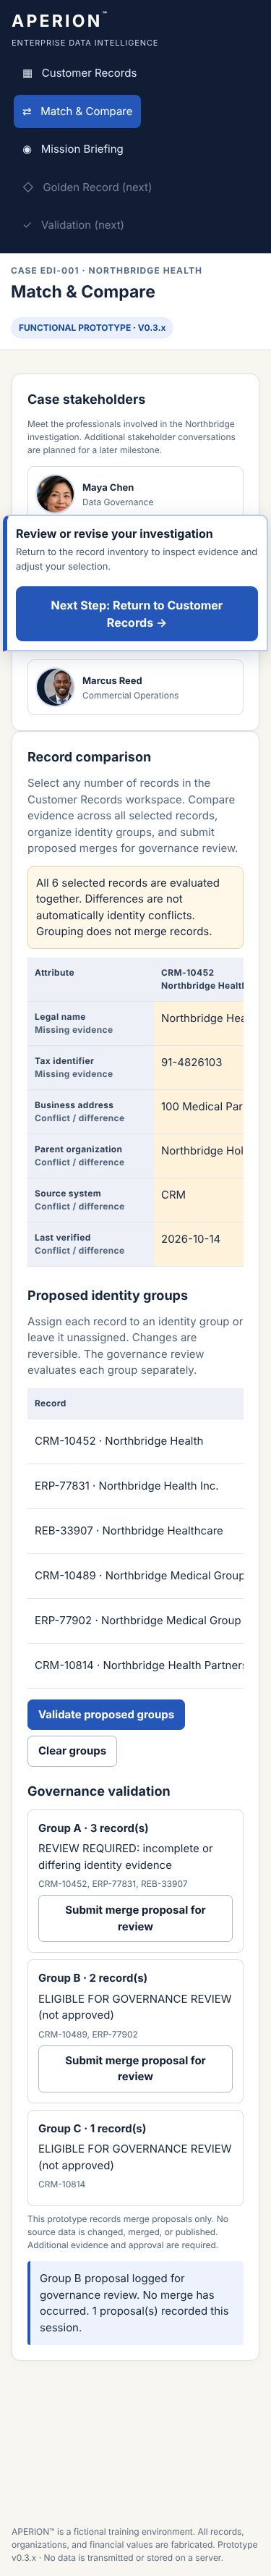 APERION™
ENTERPRISE DATA INTELLIGENCE
Customer Records
Match & Compare
Mission Briefing
Golden Record (next)
Validation (next)
CASE EDI-001 · NORTHBRIDGE HEALTH
Match & Compare
FUNCTIONAL PROTOTYPE · V0.3.x
Case stakeholders
Meet the professionals involved in the Northbridge
investigation. Additional stakeholder conversations
are planned for a later milestone.
Maya Chen
Data Governance
Review or revise your investigation
Return to the record inventory to inspect evidence and
adjust your selection.
Next Step: Return to Customer
Records →
Marcus Reed
Commercial Operations
Record comparison
Select any number of records in the
Customer Records workspace. Compare
evidence across all selected records,
organize identity groups, and submit
proposed merges for governance review.
All 6 selected records are evaluated
together. Differences are not
automatically identity conflicts.
Grouping does not merge records.
Attribute
CRM-10452
Northbridge Health
Legal name
Missing evidence
Northbridge Hea
Tax identifier
Missing evidence
91-4826103
Business address
Conflict / difference
100 Medical Par
Parent organization
Conflict / difference
Northbridge Hol
Source system
Conflict / difference
CRM
Last verified
Conflict / difference
2026-10-14
Proposed identity groups
Assign each record to an identity group or
leave it unassigned. Changes are
reversible. The governance review
evaluates each group separately.
Record
CRM-10452 · Northbridge Health
ERP-77831 · Northbridge Health Inc.
REB-33907 · Northbridge Healthcare
CRM-10489 · Northbridge Medical Group
ERP-77902 · Northbridge Medical Group
CRM-10814 · Northbridge Health Partners
Validate proposed groups
Clear groups
Governance validation
Group A · 3 record(s)
REVIEW REQUIRED: incomplete or
differing identity evidence
CRM-10452, ERP-77831, REB-33907
Submit merge proposal for
review
Group B · 2 record(s)
ELIGIBLE FOR GOVERNANCE REVIEW
(not approved)
CRM-10489, ERP-77902
Submit merge proposal for
review
Group C · 1 record(s)
ELIGIBLE FOR GOVERNANCE REVIEW
(not approved)
CRM-10814
This prototype records merge proposals only. No
source data is changed, merged, or published.
Additional evidence and approval are required.
Group B proposal logged for
governance review. No merge has
occurred. 1 proposal(s) recorded this
session.
APERION™ is a fictional training environment. All records,
organizations, and financial values are fabricated. Prototype
v0.3.x · No data is transmitted or stored on a server.